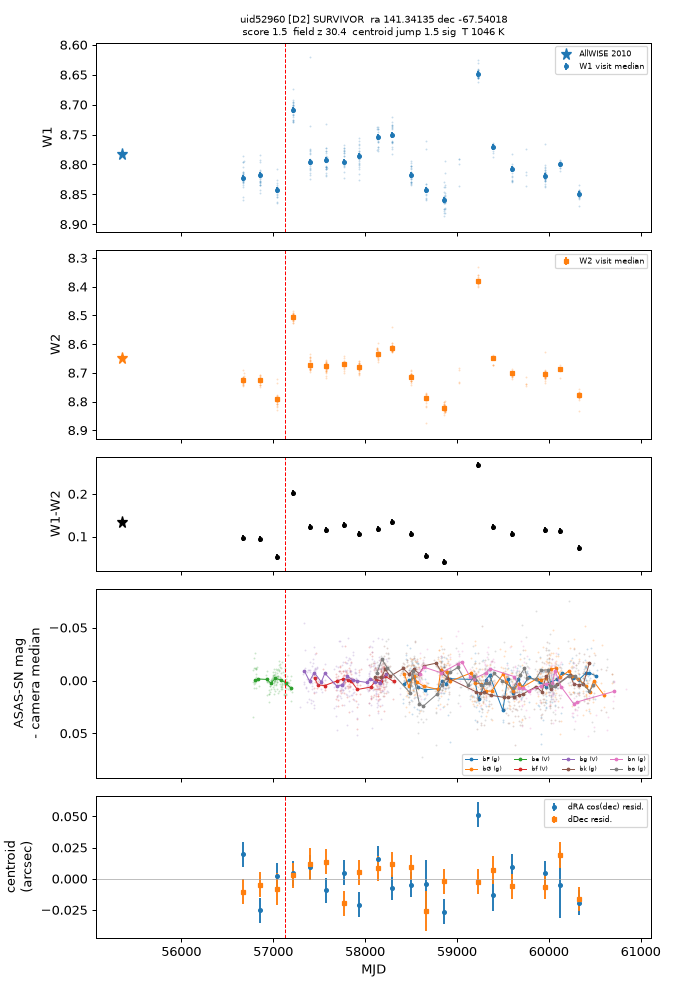 uid52960 [D2] SURVIVOR  ra 141.34135 dec -67.54018
score 1.5  field z 30.4  centroid jump 1.5 sig  T 1046 K
8.60
8.65
8.70
8.75
8.80
8.85
8.90
W1
AllWISE 2010
W1 visit median
8.3
8.4
8.5
8.6
8.7
8.8
8.9
W2
W2 visit median
0.2
0.1
W1-W2
−0.05
0.00
0.05
ASAS-SN mag
- camera median
bF (g)
bG (g)
be (V)
bf (V)
bg (V)
bk (g)
bn (g)
bo (g)
0.050
0.025
0.000
−0.025
centroid
(arcsec)
dRA cos(dec) resid.
dDec resid.
56000
57000
58000
59000
60000
61000
MJD